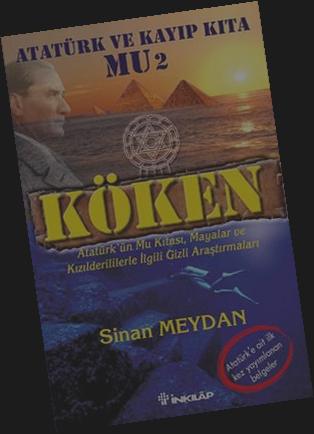 ATATÜRK VE KAYIP KITA
MU 2
KÖKEN
Atatürk'ün Mu Kıtası, Mayalar ve
Kızılderililerle İlgili Gizli Araştırmaları
Sinan MEYDAN
Atatürk'e ait ilk
kez yayımlanan
belgeler
İNKILÂP